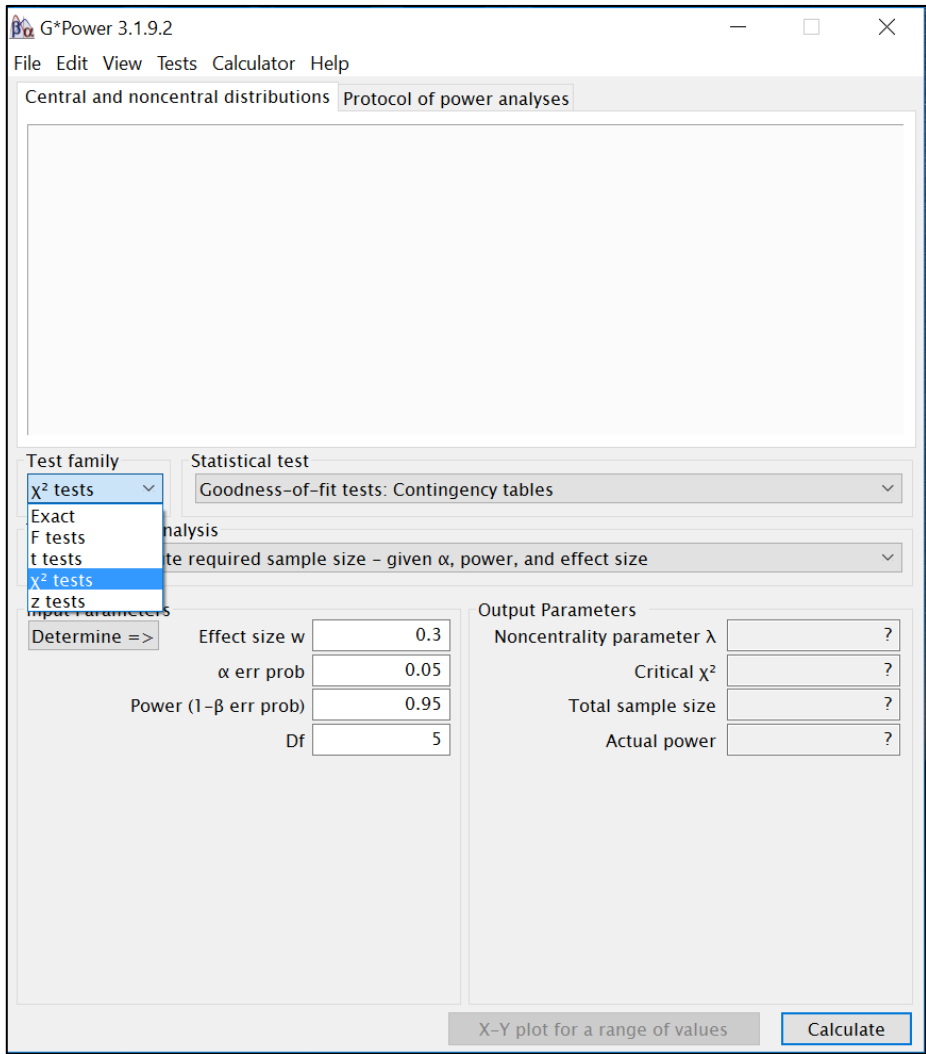 G*Power 3.1.9.2
File Edit View Tests Calculator Help
Central and noncentral distributions Protocol of power analyses
Test family Statistical test
χ² tests Goodness-of-fit tests: Contingency tables
Exact
F tests
t tests
χ² tests
z tests
nalysis
te required sample size – given α, power, and effect size
Input Parameters
Determine => Effect size w 0.3
α err prob 0.05
Power (1-β err prob) 0.95
Df 5
Output Parameters
Noncentrality parameter λ ?
Critical χ² ?
Total sample size ?
Actual power ?
X-Y plot for a range of values Calculate